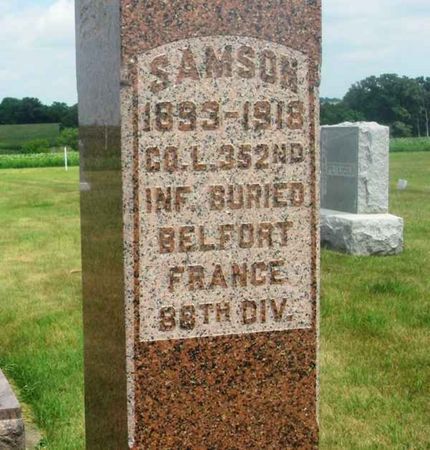 SAMSON
1893-1918
CO. L. 352ND
INF. BURIED
BELFORT
FRANCE
88TH DIV.